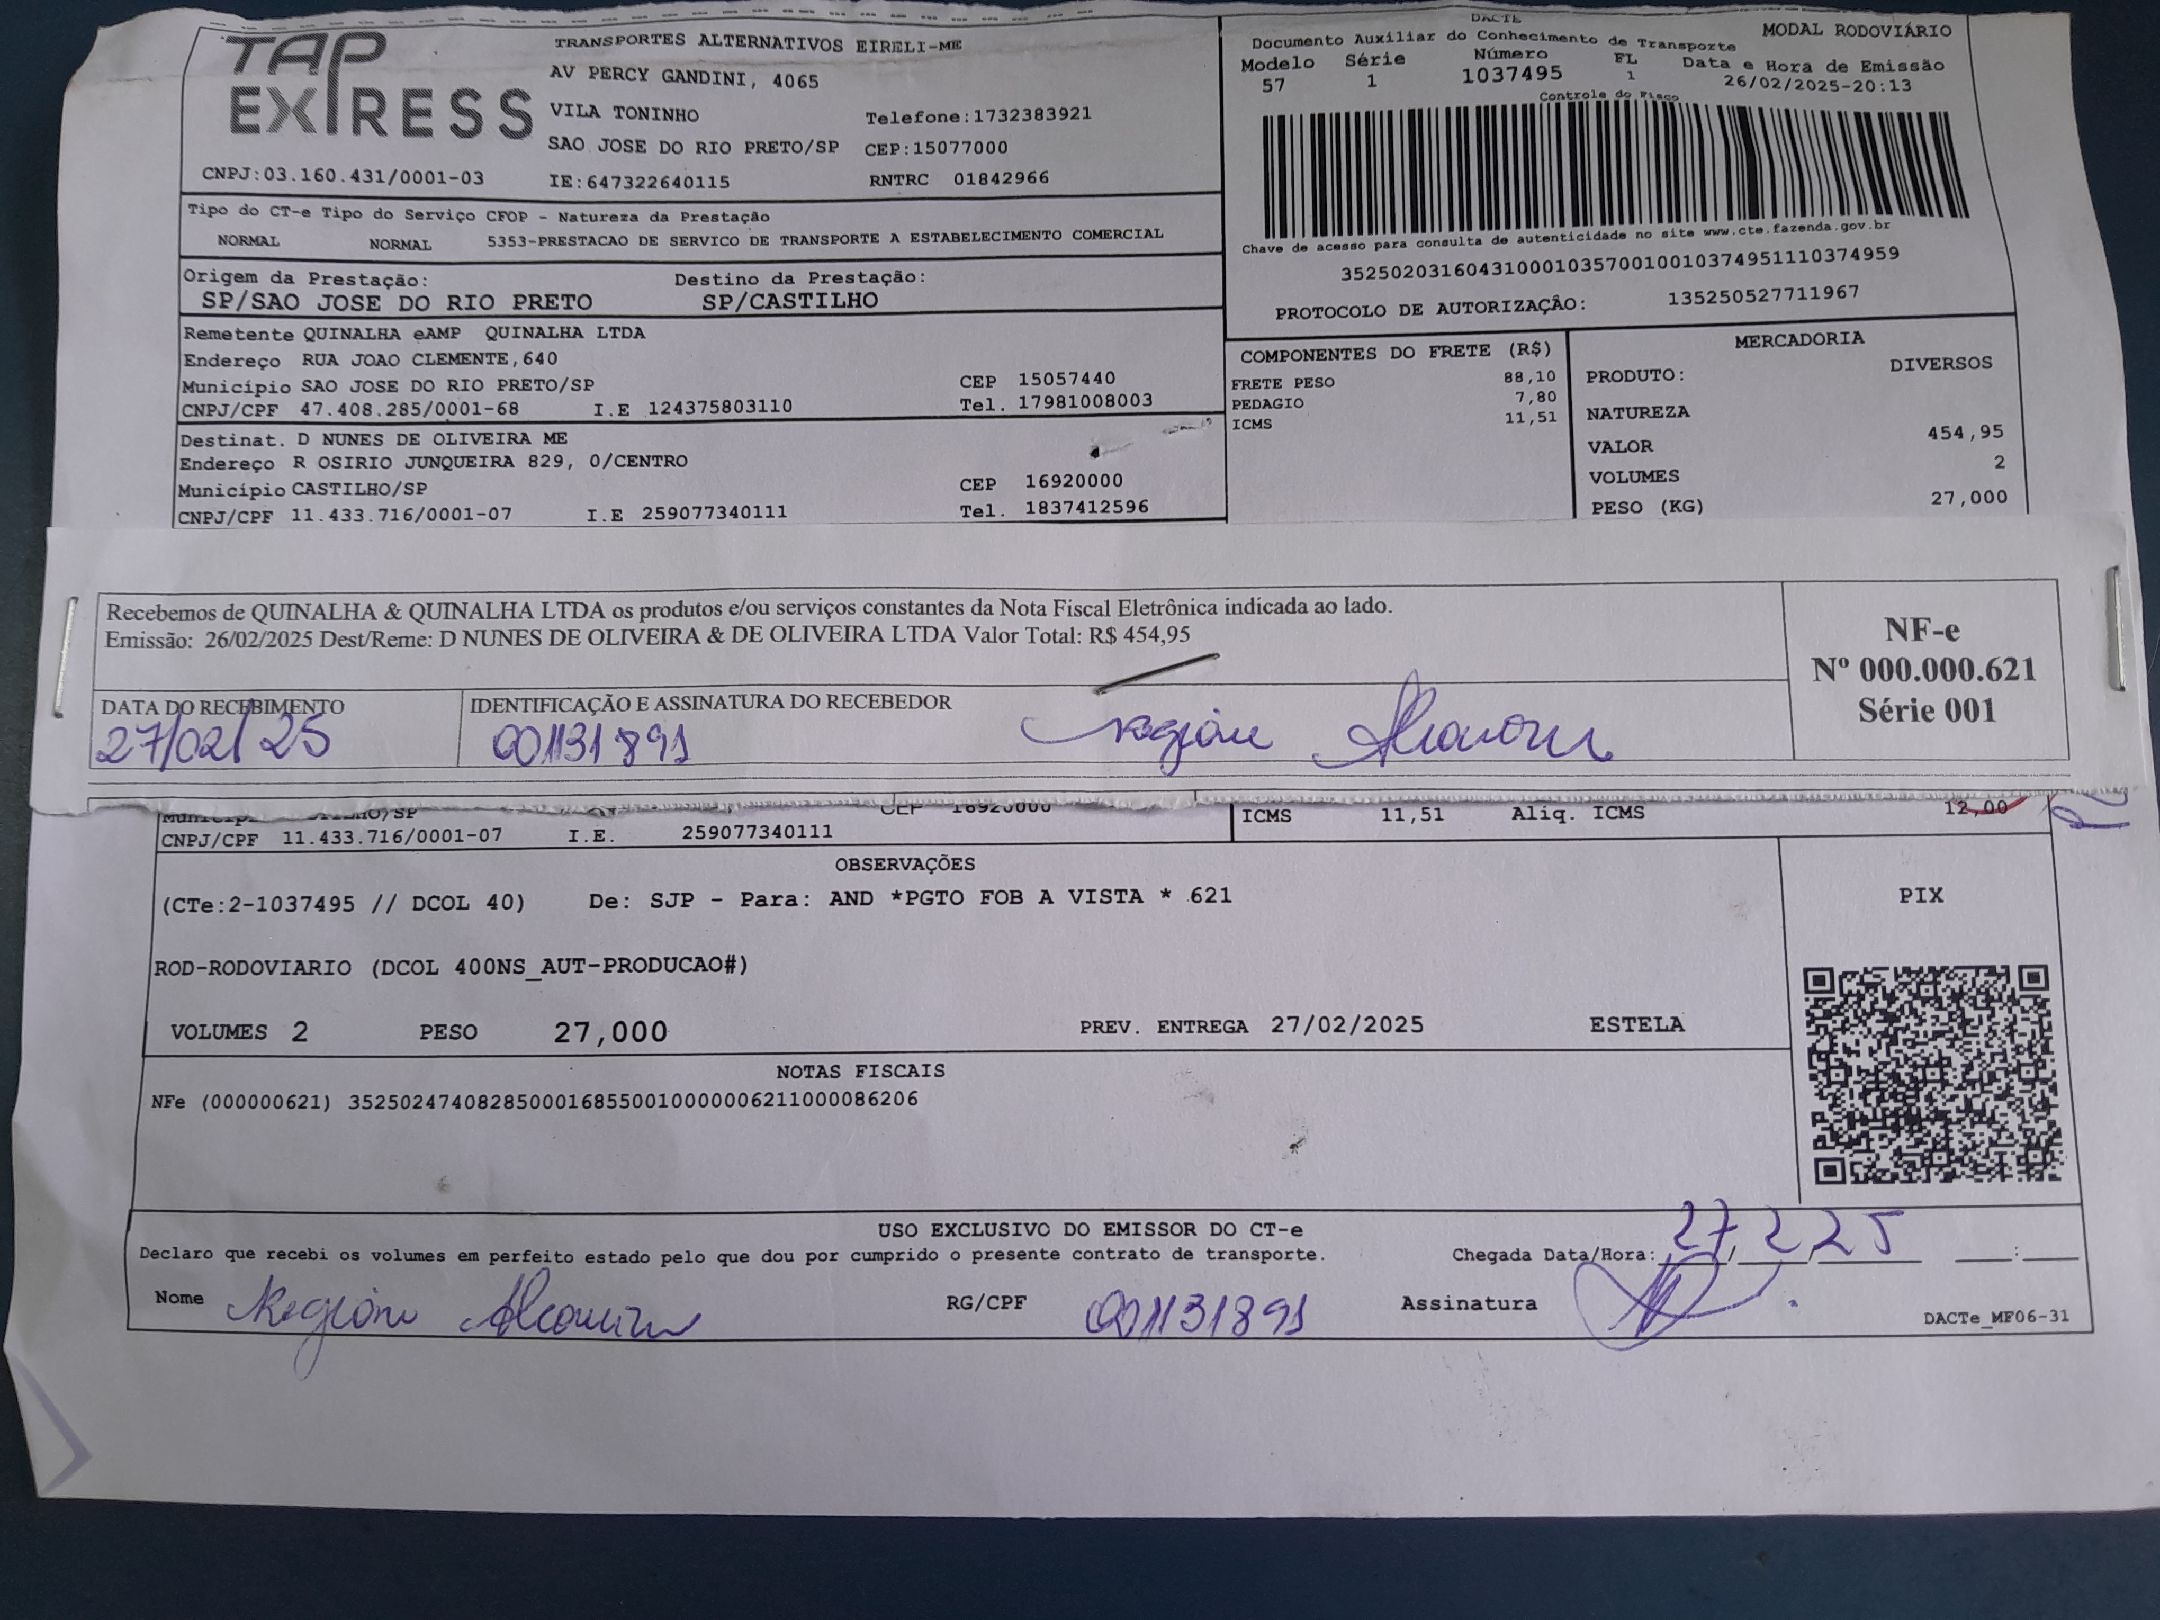 TAP EXPRESS
TRANSPORTES ALTERNATIVOS EIRELI-ME
AV PERCY GANDINI, 4065
VILA TONINHO Telefone:1732383921
SAO JOSE DO RIO PRETO/SP CEP:15077000
CNPJ:03.160.431/0001-03 IE:647322640115 RNTRC 01842966
DACTE
Documento Auxiliar do Conhecimento de Transporte MODAL RODOVIÁRIO
Modelo Série Número FL Data e Hora de Emissão
57 1 1037495 1 26/02/2025-20:13
Controle do Fisco
Chave de acesso para consulta de autenticidade no site www.cte.fazenda.gov.br
35250203160431000103570010010374951110374959
PROTOCOLO DE AUTORIZAÇÃO: 135250527711967
Tipo do CT-e Tipo do Serviço CFOP - Natureza da Prestação
NORMAL NORMAL 5353-PRESTACAO DE SERVICO DE TRANSPORTE A ESTABELECIMENTO COMERCIAL
Origem da Prestação: Destino da Prestação:
SP/SAO JOSE DO RIO PRETO SP/CASTILHO
Remetente QUINALHA eAMP QUINALHA LTDA
Endereço RUA JOAO CLEMENTE,640
Município SAO JOSE DO RIO PRETO/SP CEP 15057440
CNPJ/CPF 47.408.285/0001-68 I.E 124375803110 Tel. 17981008003
Destinat. D NUNES DE OLIVEIRA ME
Endereço R OSIRIO JUNQUEIRA 829, 0/CENTRO
Município CASTILHO/SP CEP 16920000
CNPJ/CPF 11.433.716/0001-07 I.E 259077340111 Tel. 1837412596
COMPONENTES DO FRETE (R$)
FRETE PESO 88,10
PEDAGIO 7,80
ICMS 11,51
MERCADORIA
PRODUTO: DIVERSOS
NATUREZA
VALOR 454,95
VOLUMES 2
PESO (KG) 27,000
Recebemos de QUINALHA & QUINALHA LTDA os produtos e/ou serviços constantes da Nota Fiscal Eletrônica indicada ao lado.
Emissão: 26/02/2025 Dest/Reme: D NUNES DE OLIVEIRA & DE OLIVEIRA LTDA Valor Total: R$ 454,95
NF-e
Nº 000.000.621
Série 001
DATA DO RECEBIMENTO IDENTIFICAÇÃO E ASSINATURA DO RECEBEDOR
27/02/25 001131891
CEP 16920000
CNPJ/CPF 11.433.716/0001-07 I.E. 259077340111
ICMS 11,51 Aliq. ICMS 12,00
OBSERVAÇÕES
(CTe:2-1037495 // DCOL 40) De: SJP - Para: AND *PGTO FOB A VISTA * 621
ROD-RODOVIARIO (DCOL 400NS_AUT-PRODUCAO#)
VOLUMES 2 PESO 27,000 PREV. ENTREGA 27/02/2025 ESTELA
PIX
NOTAS FISCAIS
NFe (000000621) 35250247408285000168550010000006211000086206
USO EXCLUSIVO DO EMISSOR DO CT-e
Declaro que recebi os volumes em perfeito estado pelo que dou por cumprido o presente contrato de transporte. Chegada Data/Hora: 27/2/25 __:__
Nome RG/CPF 001131891 Assinatura
DACTe_MF06-31